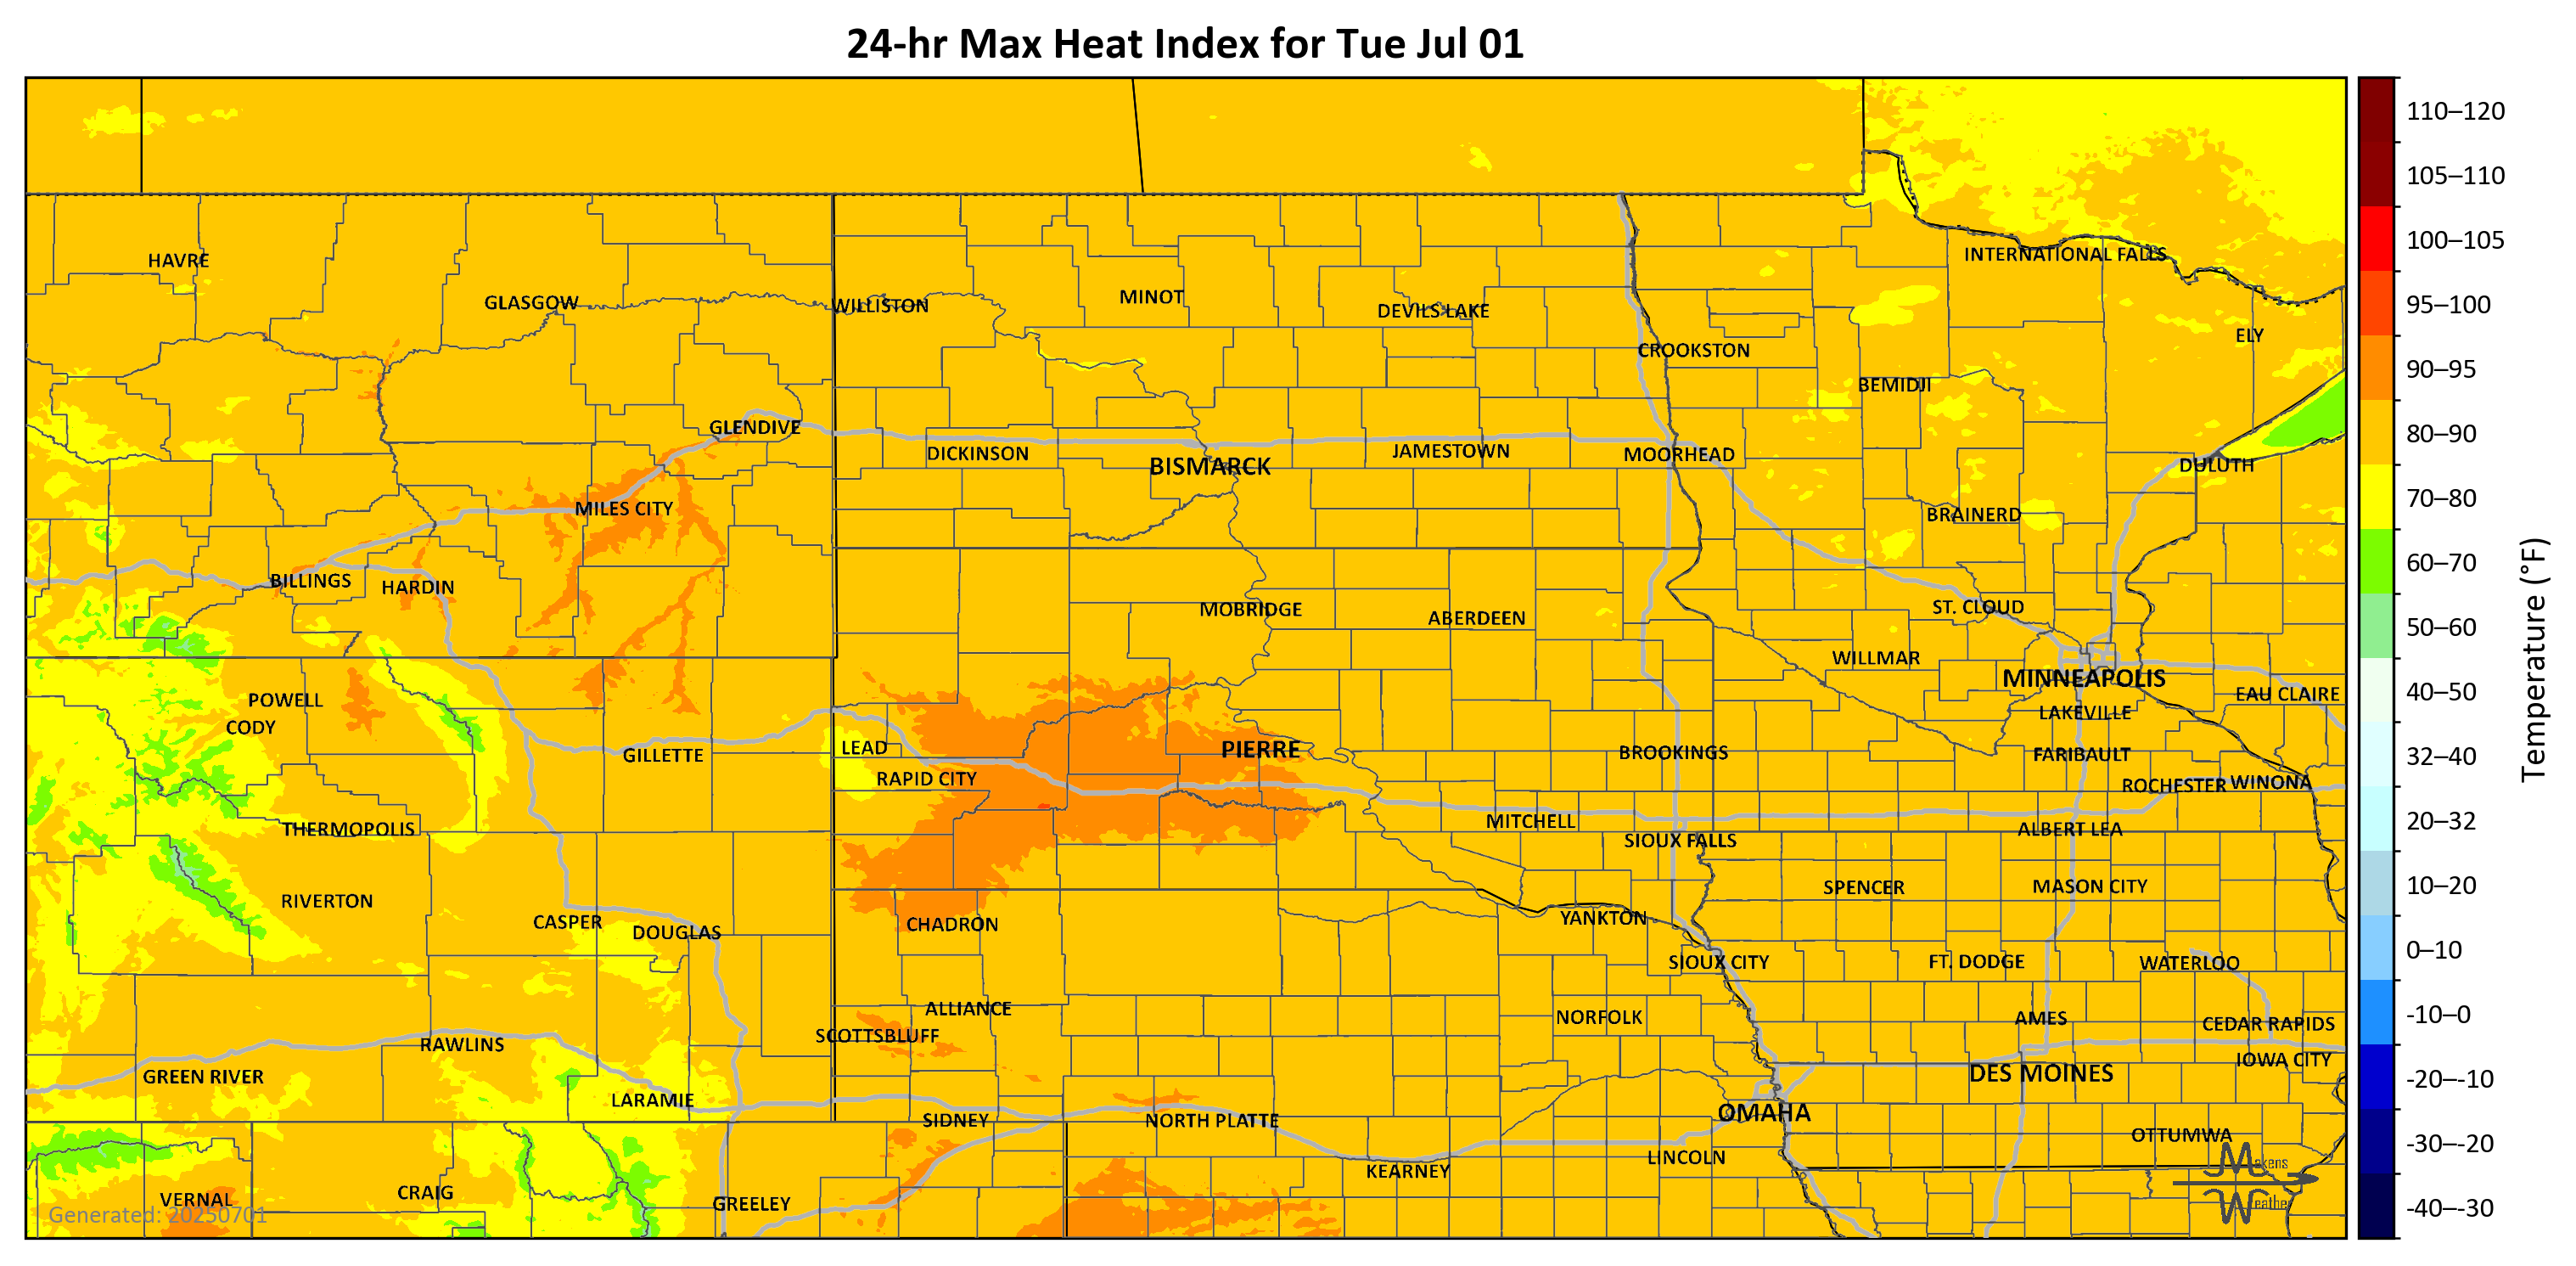 24-hr Max Heat Index for Tue Jul 01
110–120
105–110
100–105
95–100
90–95
80–90
70–80
60–70
50–60
40–50
32–40
20–32
10–20
0–10
-10–0
-20–-10
-30–-20
-40–-30
Temperature (°F)
HAVRE
INTERNATIONAL FALLS
GLASGOW
WILLISTON
MINOT
DEVILS LAKE
ELY
CROOKSTON
BEMIDJI
GLENDIVE
DICKINSON
BISMARCK
JAMESTOWN
MOORHEAD
DULUTH
MILES CITY
BRAINERD
BILLINGS
HARDIN
MOBRIDGE
ABERDEEN
ST. CLOUD
WILLMAR
MINNEAPOLIS
EAU CLAIRE
POWELL
CODY
LAKEVILLE
GILLETTE
LEAD
PIERRE
BROOKINGS
FARIBAULT
RAPID CITY
ROCHESTER
WINONA
THERMOPOLIS
MITCHELL
SIOUX FALLS
ALBERT LEA
RIVERTON
SPENCER
MASON CITY
CASPER
DOUGLAS
CHADRON
YANKTON
SIOUX CITY
FT. DODGE
WATERLOO
ALLIANCE
NORFOLK
AMES
CEDAR RAPIDS
SCOTTSBLUFF
RAWLINS
IOWA CITY
GREEN RIVER
DES MOINES
LARAMIE
SIDNEY
NORTH PLATTE
OMAHA
OTTUMWA
KEARNEY
LINCOLN
VERNAL
CRAIG
GREELEY
Generated: 20250701
Makens
Weather